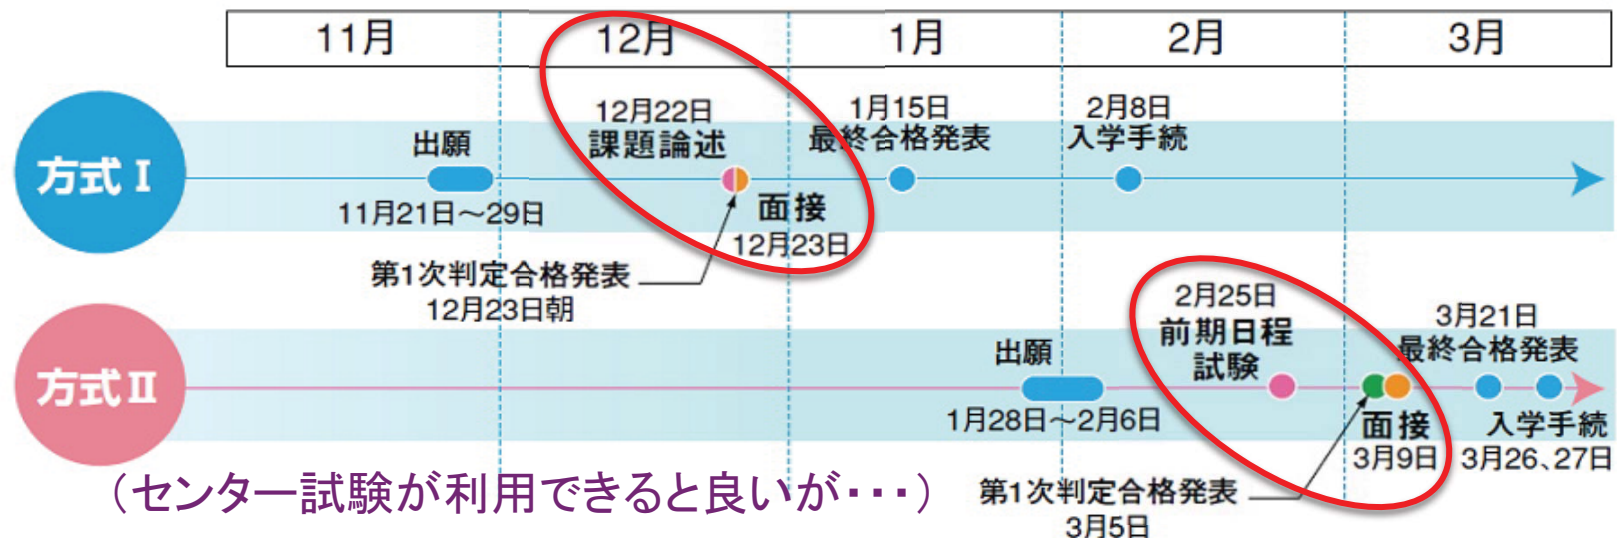 11月
12月
1月
2月
3月
方式 I
出願
11月21日～29日
12月22日
課題論述
第1次判定合格発表
12月23日朝
面接
12月23日
1月15日
最終合格発表
2月8日
入学手続
方式 II
出願
1月28日～2月6日
2月25日
前期日程
試験
第1次判定合格発表
3月5日
面接
3月9日
3月21日
最終合格発表
入学手続
3月26、27日
（センター試験が利用できると良いが・・・）